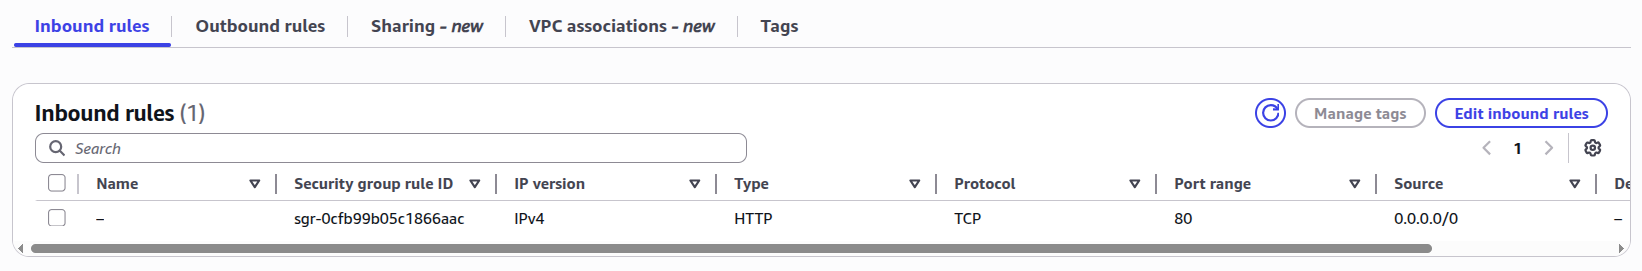 Inbound rules Outbound rules Sharing - new VPC associations - new Tags
Inbound rules (1) Manage tags Edit inbound rules
Search 1
Name Security group rule ID IP version Type Protocol Port range Source
– sgr-0cfb99b05c1866aac IPv4 HTTP TCP 80 0.0.0.0/0 –